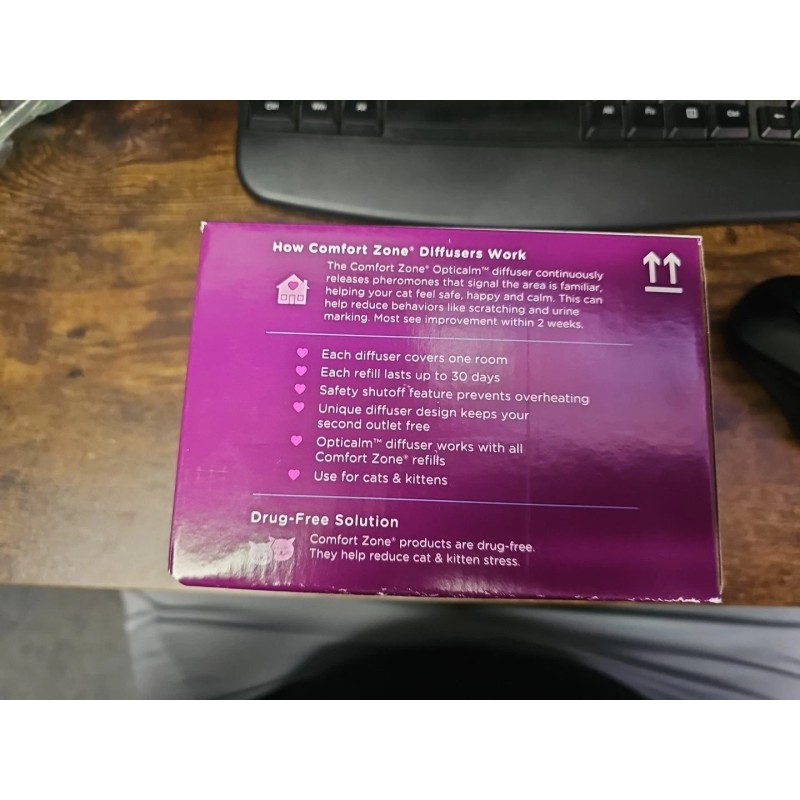 How Comfort Zone® Diffusers Work
The Comfort Zone® Opticalm™ diffuser continuously
releases pheromones that signal the area is familiar,
helping your cat feel safe, happy and calm. This can
help reduce behaviors like scratching and urine
marking. Most see improvement within 2 weeks.
Each diffuser covers one room
Each refill lasts up to 30 days
Safety shutoff feature prevents overheating
Unique diffuser design keeps your
second outlet free
Opticalm™ diffuser works with all
Comfort Zone® refills
Use for cats & kittens
Drug-Free Solution
Comfort Zone® products are drug-free.
They help reduce cat & kitten stress.